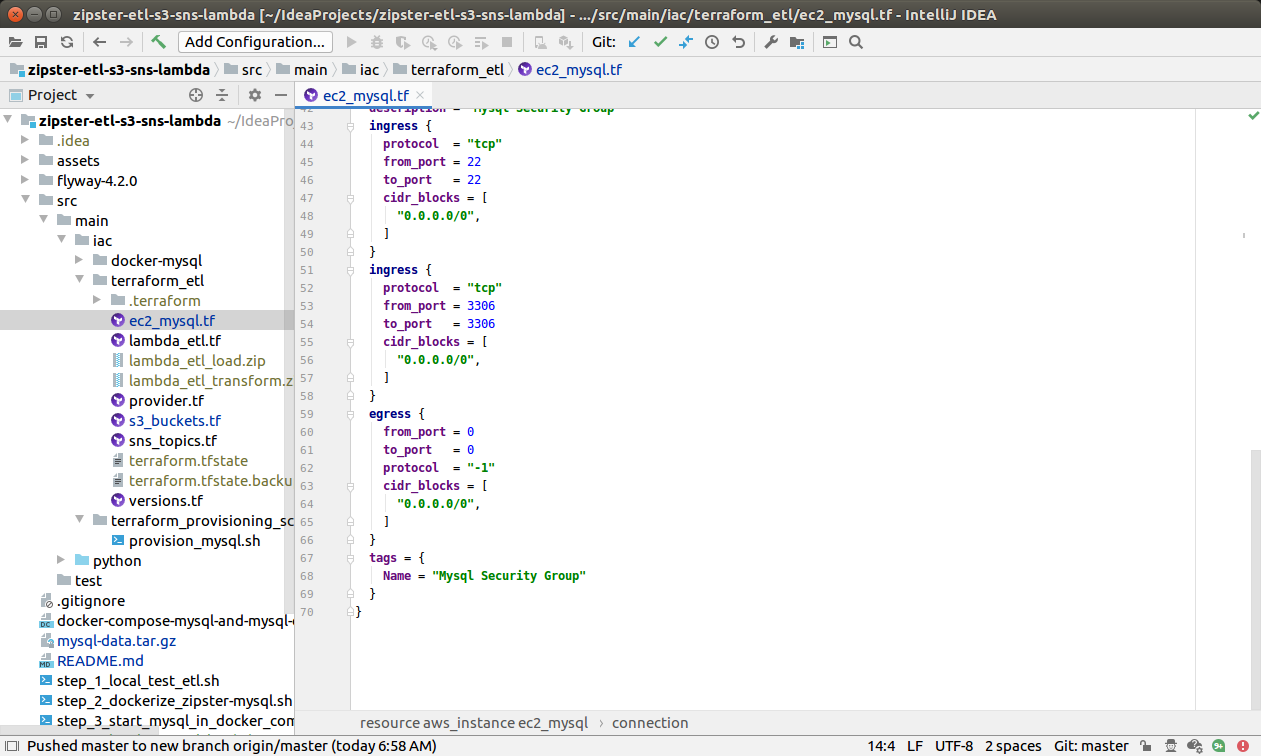 zipster-etl-s3-sns-lambda [~/IdeaProjects/zipster-etl-s3-sns-lambda] - .../src/main/iac/terraform_etl/ec2_mysql.tf - IntelliJ IDEA
Add Configuration... Git:
zipster-etl-s3-sns-lambda src main iac terraform_etl ec2_mysql.tf
Project
ec2_mysql.tf
zipster-etl-s3-sns-lambda ~/IdeaPro
.idea
assets
flyway-4.2.0
src
main
iac
docker-mysql
terraform_etl
.terraform
ec2_mysql.tf
lambda_etl.tf
lambda_etl_load.zip
lambda_etl_transform.z
provider.tf
s3_buckets.tf
sns_topics.tf
terraform.tfstate
terraform.tfstate.backu
versions.tf
terraform_provisioning_sc
provision_mysql.sh
python
test
.gitignore
docker-compose-mysql-and-mysql-
mysql-data.tar.gz
README.md
step_1_local_test_etl.sh
step_2_dockerize_zipster-mysql.sh
step_3_start_mysql_in_docker_com
42 description = "Mysql Security Group"
43 ingress {
44 protocol = "tcp"
45 from_port = 22
46 to_port = 22
47 cidr_blocks = [
48 "0.0.0.0/0",
49 ]
50 }
51 ingress {
52 protocol = "tcp"
53 from_port = 3306
54 to_port = 3306
55 cidr_blocks = [
56 "0.0.0.0/0",
57 ]
58 }
59 egress {
60 from_port = 0
61 to_port = 0
62 protocol = "-1"
63 cidr_blocks = [
64 "0.0.0.0/0",
65 ]
66 }
67 tags = {
68 Name = "Mysql Security Group"
69 }
70 }
resource aws_instance ec2_mysql › connection
Pushed master to new branch origin/master (today 6:58 AM) 14:4 LF UTF-8 2 spaces Git: master 9+